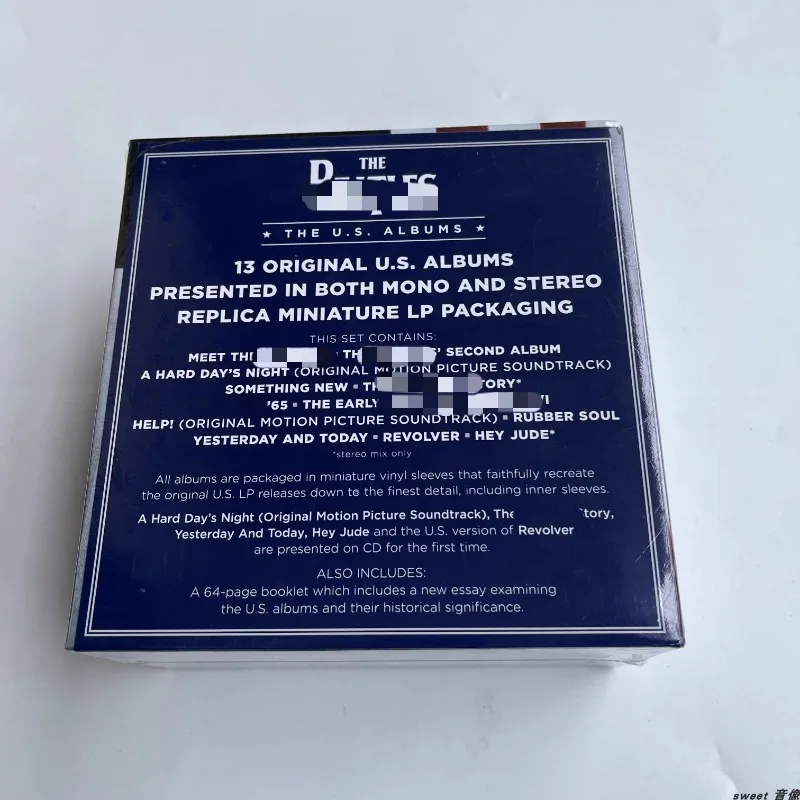 THE
★ THE U.S. ALBUMS ★
13 ORIGINAL U.S. ALBUMS
PRESENTED IN BOTH MONO AND STEREO
REPLICA MINIATURE LP PACKAGING
THIS SET CONTAINS:
MEET ' SECOND ALBUM
A HARD DAY'S NIGHT (ORIGINAL MOTION PICTURE SOUNDTRACK)
SOMETHING NEW ▪
'65 ▪ THE EARLY
HELP! (ORIGINAL MOTION PICTURE SOUNDTRACK) ▪ RUBBER SOUL
YESTERDAY AND TODAY ▪ REVOLVER ▪ HEY JUDE*
*stereo mix only
All albums are packaged in miniature vinyl sleeves that faithfully recreate
the original U.S. LP releases down to the finest detail, including inner sleeves.
A Hard Day's Night (Original Motion Picture Soundtrack), The
Yesterday And Today, Hey Jude and the U.S. version of Revolver
are presented on CD for the first time.
ALSO INCLUDES:
A 64-page booklet which includes a new essay examining
the U.S. albums and their historical significance.
sweet 音像